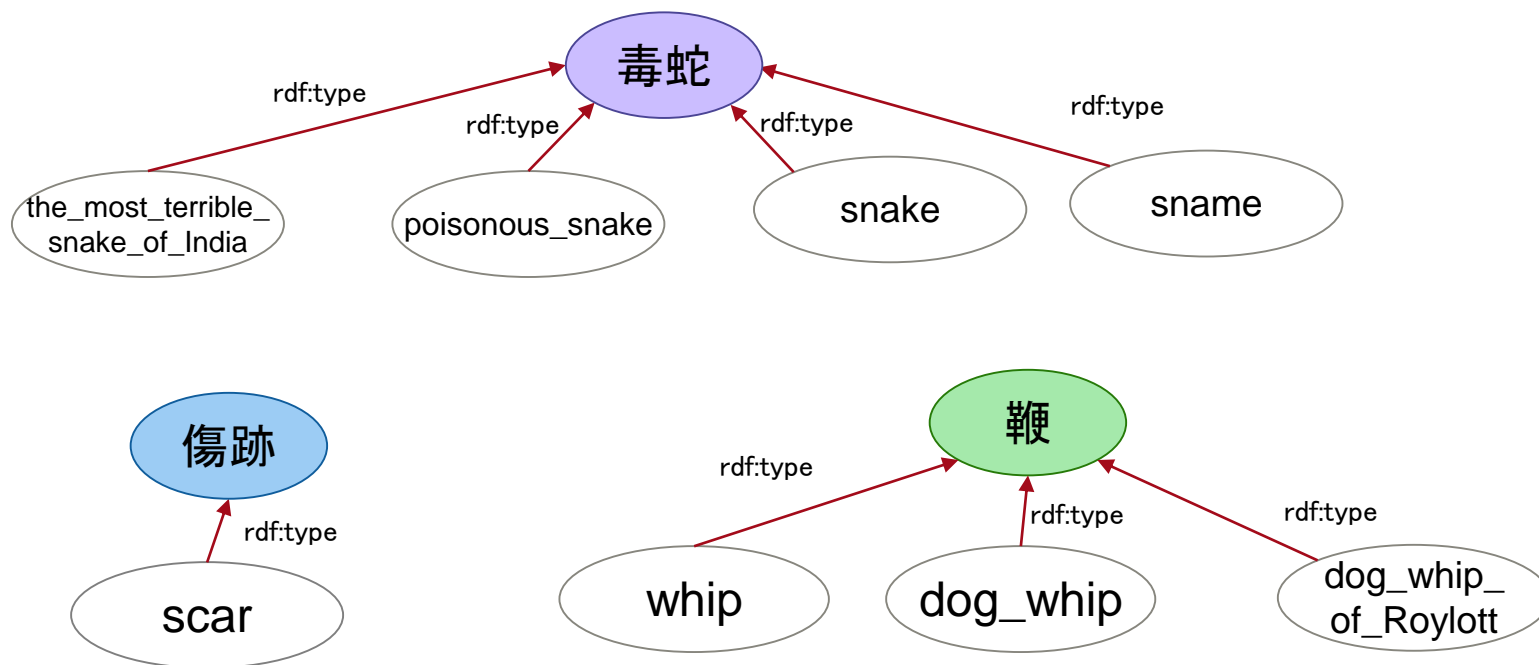 毒蛇
rdf:type
rdf:type
rdf:type
rdf:type
the_most_terrible_
snake_of_India
poisonous_snake
snake
sname
傷跡
rdf:type
scar
鞭
rdf:type
rdf:type
rdf:type
whip
dog_whip
dog_whip_
of_Roylott